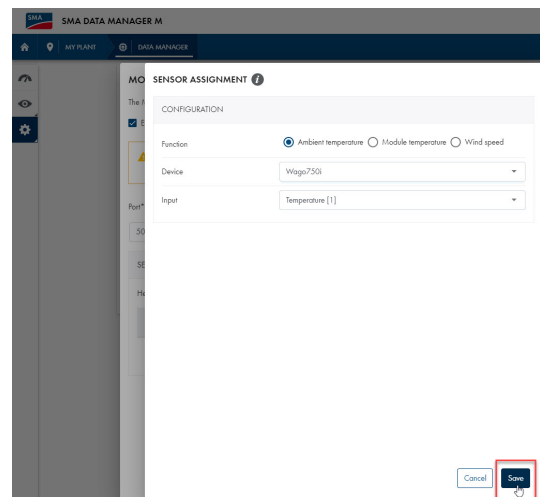 SMA
SMA DATA MANAGER M
MY PLANT
DATA MANAGER
MO
SENSOR ASSIGNMENT i
The
CONFIGURATION
E
Function
Ambient temperature
Module temperature
Wind speed
Device
Wago750i
Port*
Input
Temperature [1]
50
SE
He
Cancel
Save